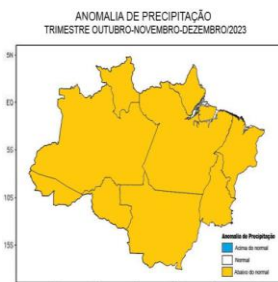 ANOMALIA DE PRECIPITAÇÃO
TRIMESTRE OUTUBRO-NOVEMBRO-DEZEMBRO/2023
5N
EQ
5S
10S
15S
Anomalia de Precipitação
Acima do normal
Normal
Abaixo do normal